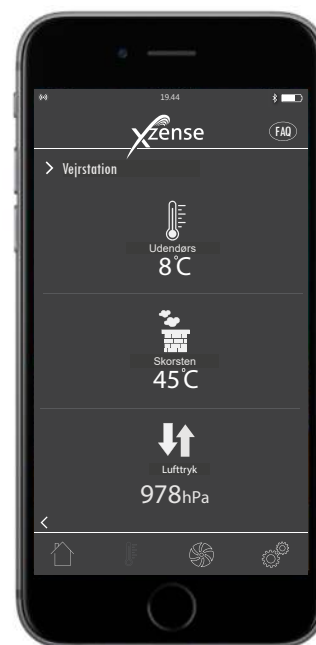 19.44
xzense
FAQ
> Vejrstation
Udendørs
8°C
Skorsten
45°C
Lufttryk
978hPa
<